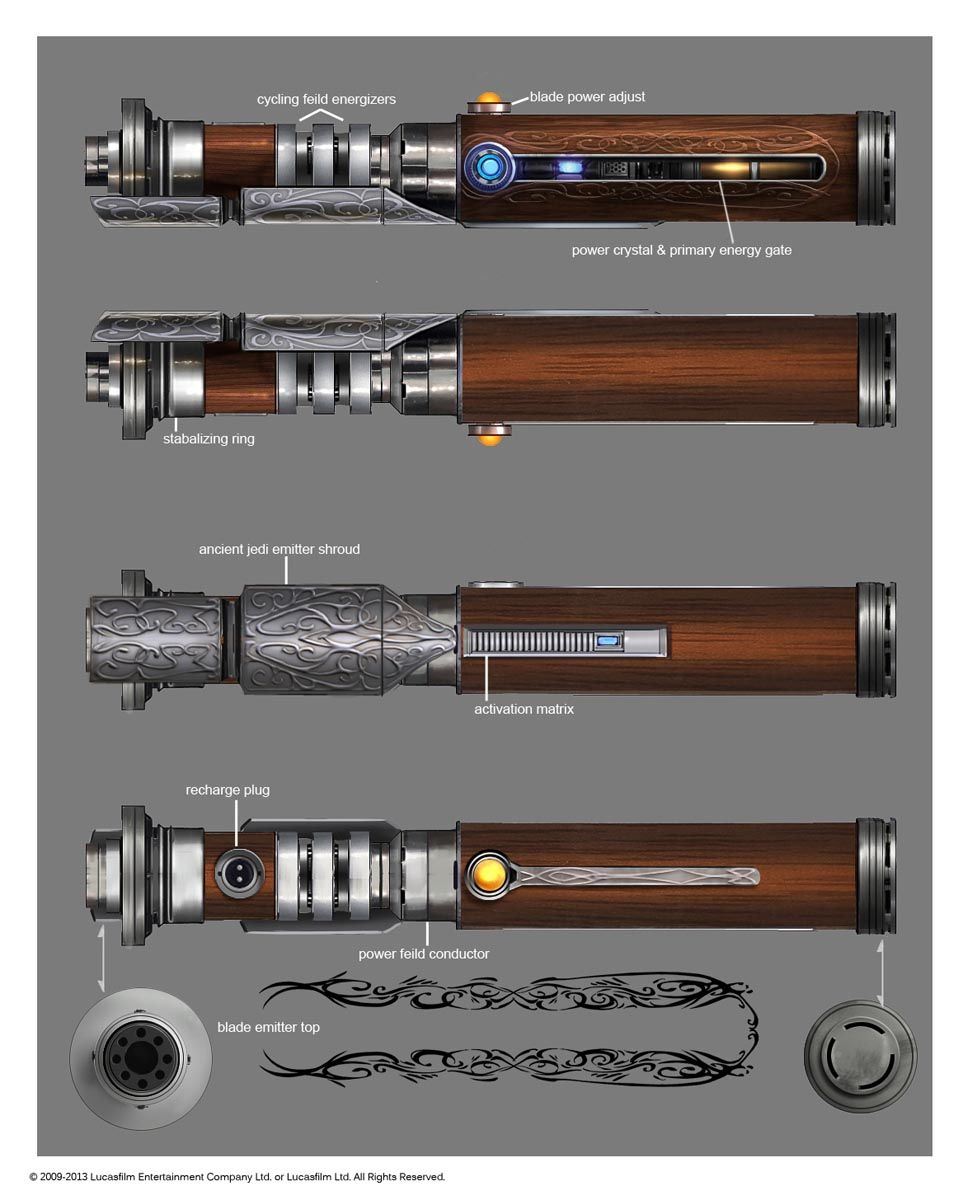 cycling feild energizers
blade power adjust
power crystal & primary energy gate
stabalizing ring
ancient jedi emitter shroud
activation matrix
recharge plug
power feild conductor
blade emitter top
© 2009-2013 Lucasfilm Entertainment Company Ltd. or Lucasfilm Ltd. All Rights Reserved.